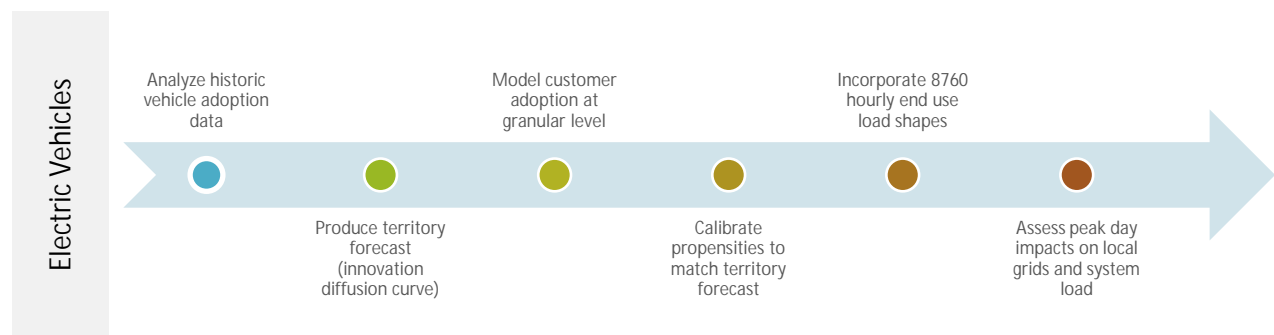 Electric Vehicles
Analyze historic
vehicle adoption
data
Produce territory
forecast
(innovation
diffusion curve)
Model customer
adoption at
granular level
Calibrate
propensities to
match territory
forecast
Incorporate 8760
hourly end use
load shapes
Assess peak day
impacts on local
grids and system
load